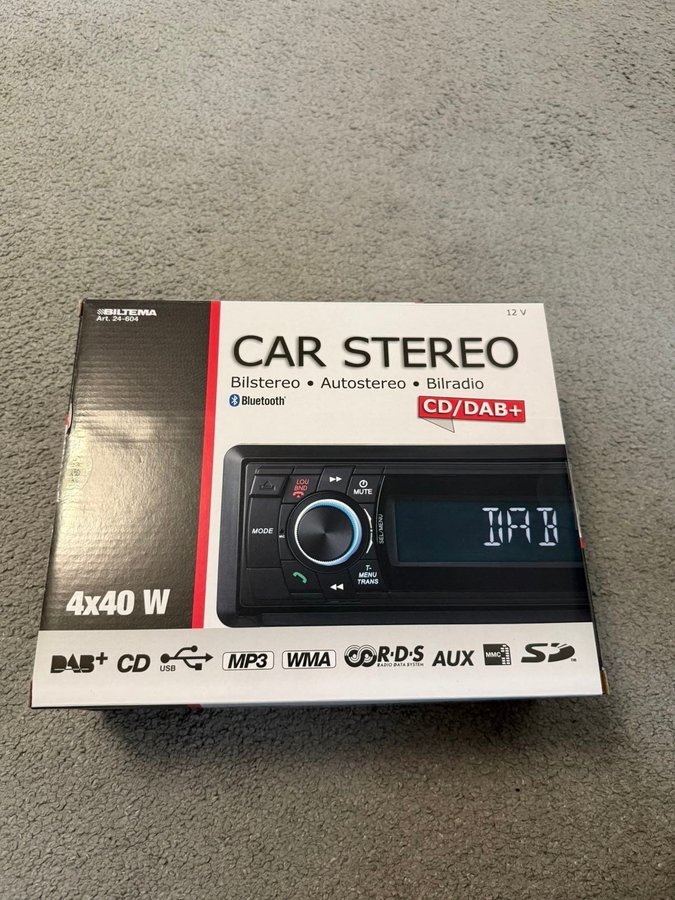 BILTEMA
Art. 24-604
12 V
CAR STEREO
Bilstereo • Autostereo • Bilradio
Bluetooth®
CD/DAB+
LOU
BND
MUTE
MODE
SEL/MENU
DAB
T-
MENU
TRANS
4x40 W
DAB+ CD USB MP3 WMA R·D·S RADIO DATA SYSTEM AUX MMC SD™